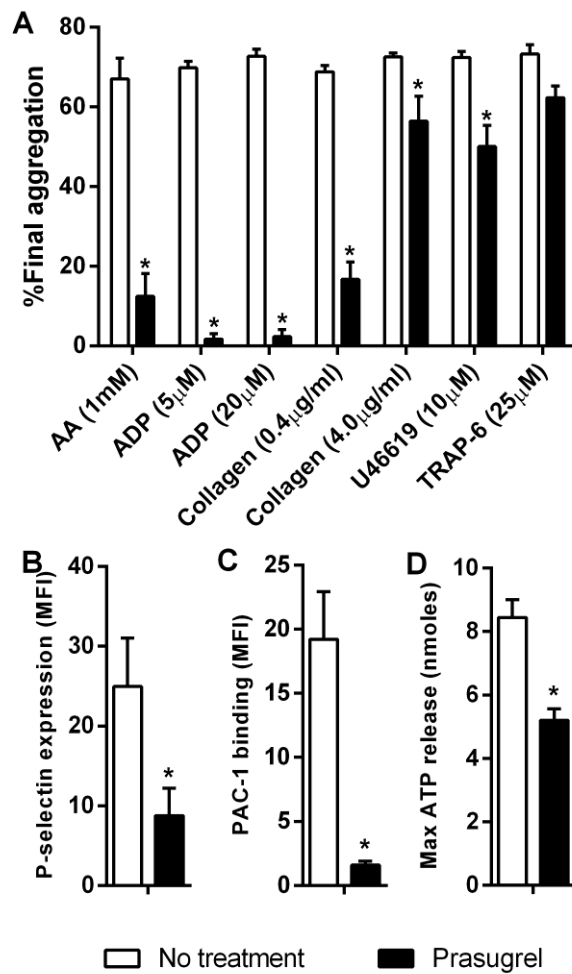 A
%Final aggregation
80
60
40
20
0
* * * * * *
AA (1mM)
ADP (5μM)
ADP (20μM)
Collagen (0.4μg/ml)
Collagen (4.0μg/ml)
U46619 (10μM)
TRAP-6 (25μM)
B
P-selectin expression (MFI)
40
30
20
10
0
*
C
PAC-1 binding (MFI)
25
20
15
10
5
0
*
D
Max ATP release (nmoles)
10
8
6
4
2
0
*
No treatment Prasugrel